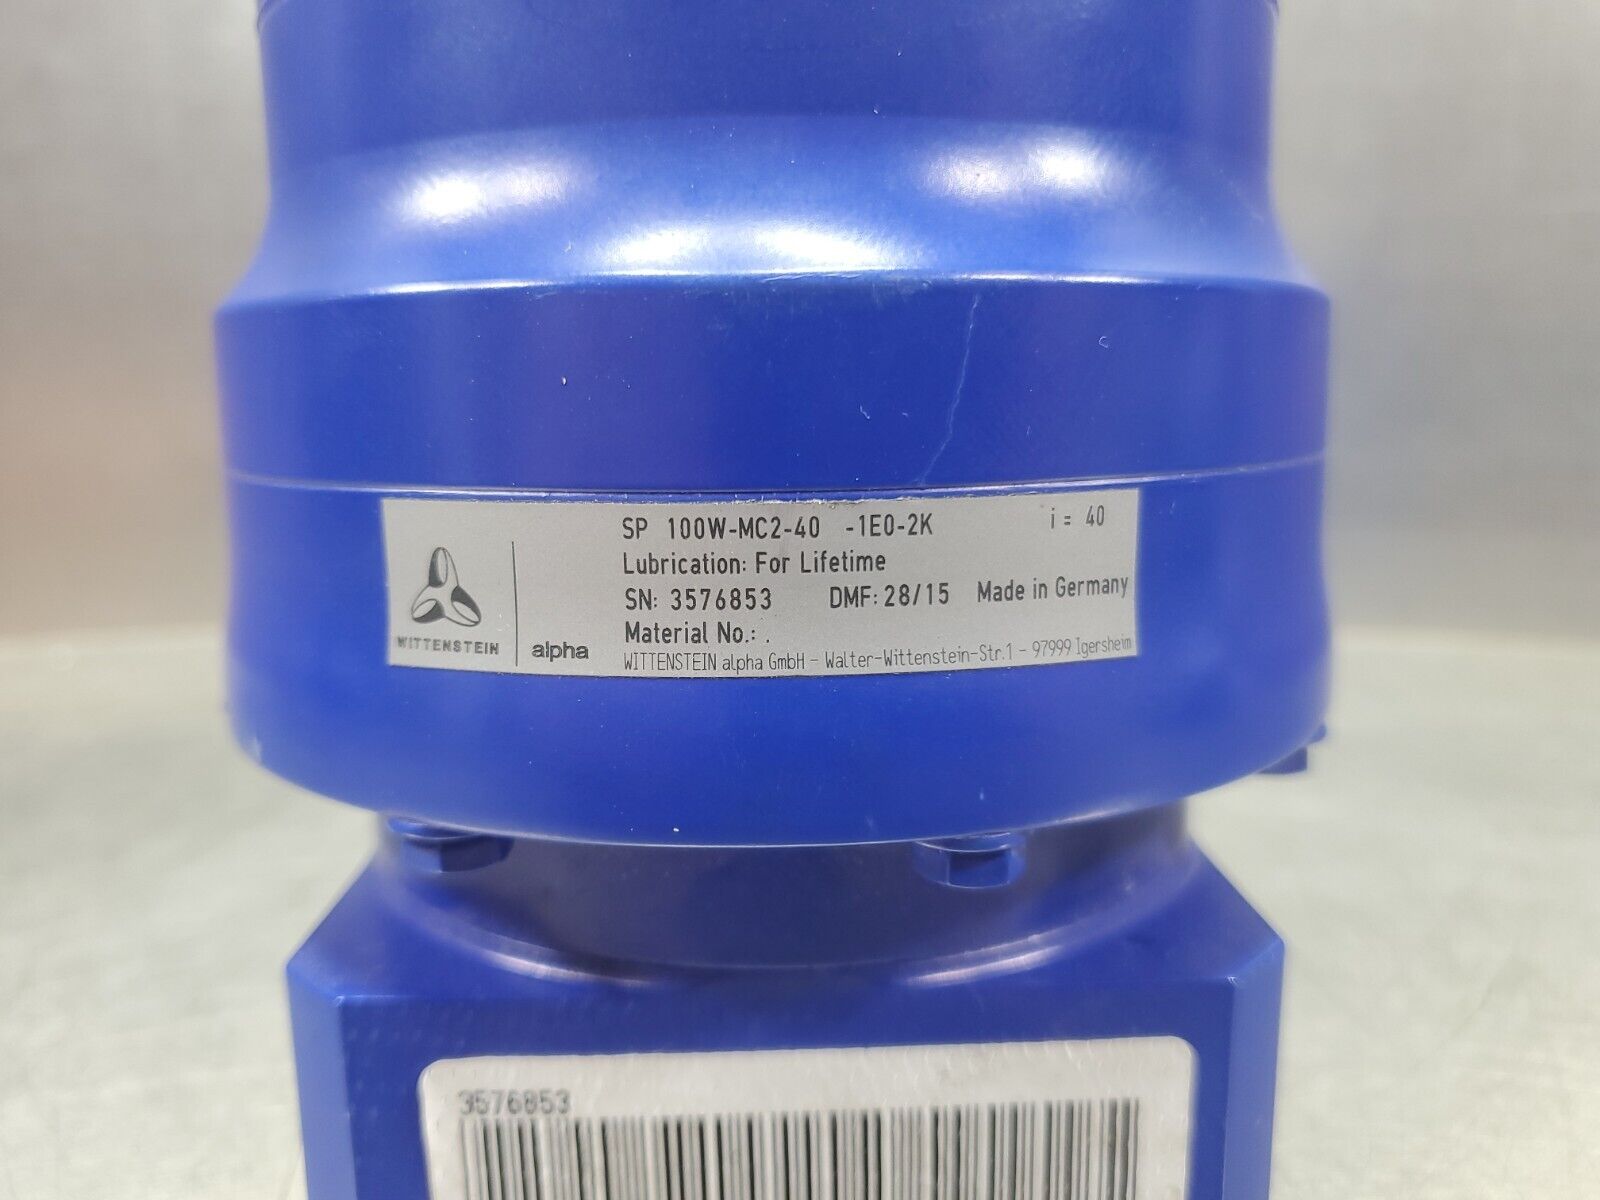 SP 100W-MC2-40 -1E0-2K i = 40
Lubrication: For Lifetime
SN: 3576853 DMF: 28/15 Made in Germany
Material No.: .
WITTENSTEIN alpha GmbH - Walter-Wittenstein-Str.1 - 97999 Igersheim
WITTENSTEIN
alpha
3576853